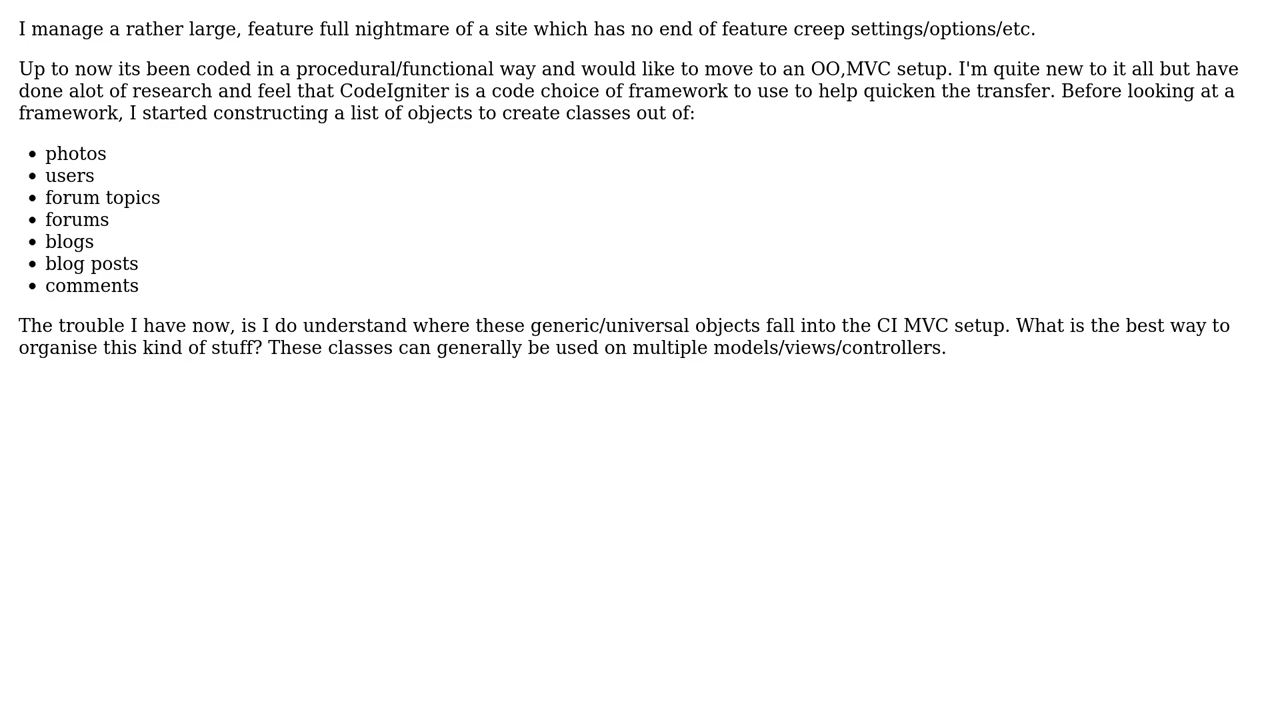 I manage a rather large, feature full nightmare of a site which has no end of feature creep settings/options/etc.
Up to now its been coded in a procedural/functional way and would like to move to an OO,MVC setup. I'm quite new to it all but have
done alot of research and feel that CodeIgniter is a code choice of framework to use to help quicken the transfer. Before looking at a
framework, I started constructing a list of objects to create classes out of:
• photos
• users
• forum topics
• forums
• blogs
• blog posts
• comments
The trouble I have now, is I do understand where these generic/universal objects fall into the CI MVC setup. What is the best way to
organise this kind of stuff? These classes can generally be used on multiple models/views/controllers.